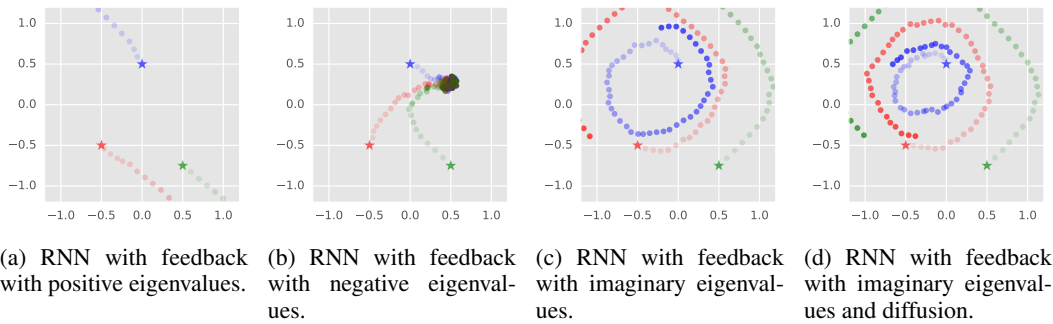 1.0
0.5
0.0
−0.5
−1.0
−1.0 −0.5 0.0 0.5 1.0
(a) RNN with feedback
with positive eigenvalues.
1.0
0.5
0.0
−0.5
−1.0
−1.0 −0.5 0.0 0.5 1.0
(b) RNN with feedback
with negative eigenval-
ues.
1.0
0.5
0.0
−0.5
−1.0
−1.0 −0.5 0.0 0.5 1.0
(c) RNN with feedback
with imaginary eigenval-
ues.
1.0
0.5
0.0
−0.5
−1.0
−1.0 −0.5 0.0 0.5 1.0
(d) RNN with feedback
with imaginary eigenval-
ues and diffusion.